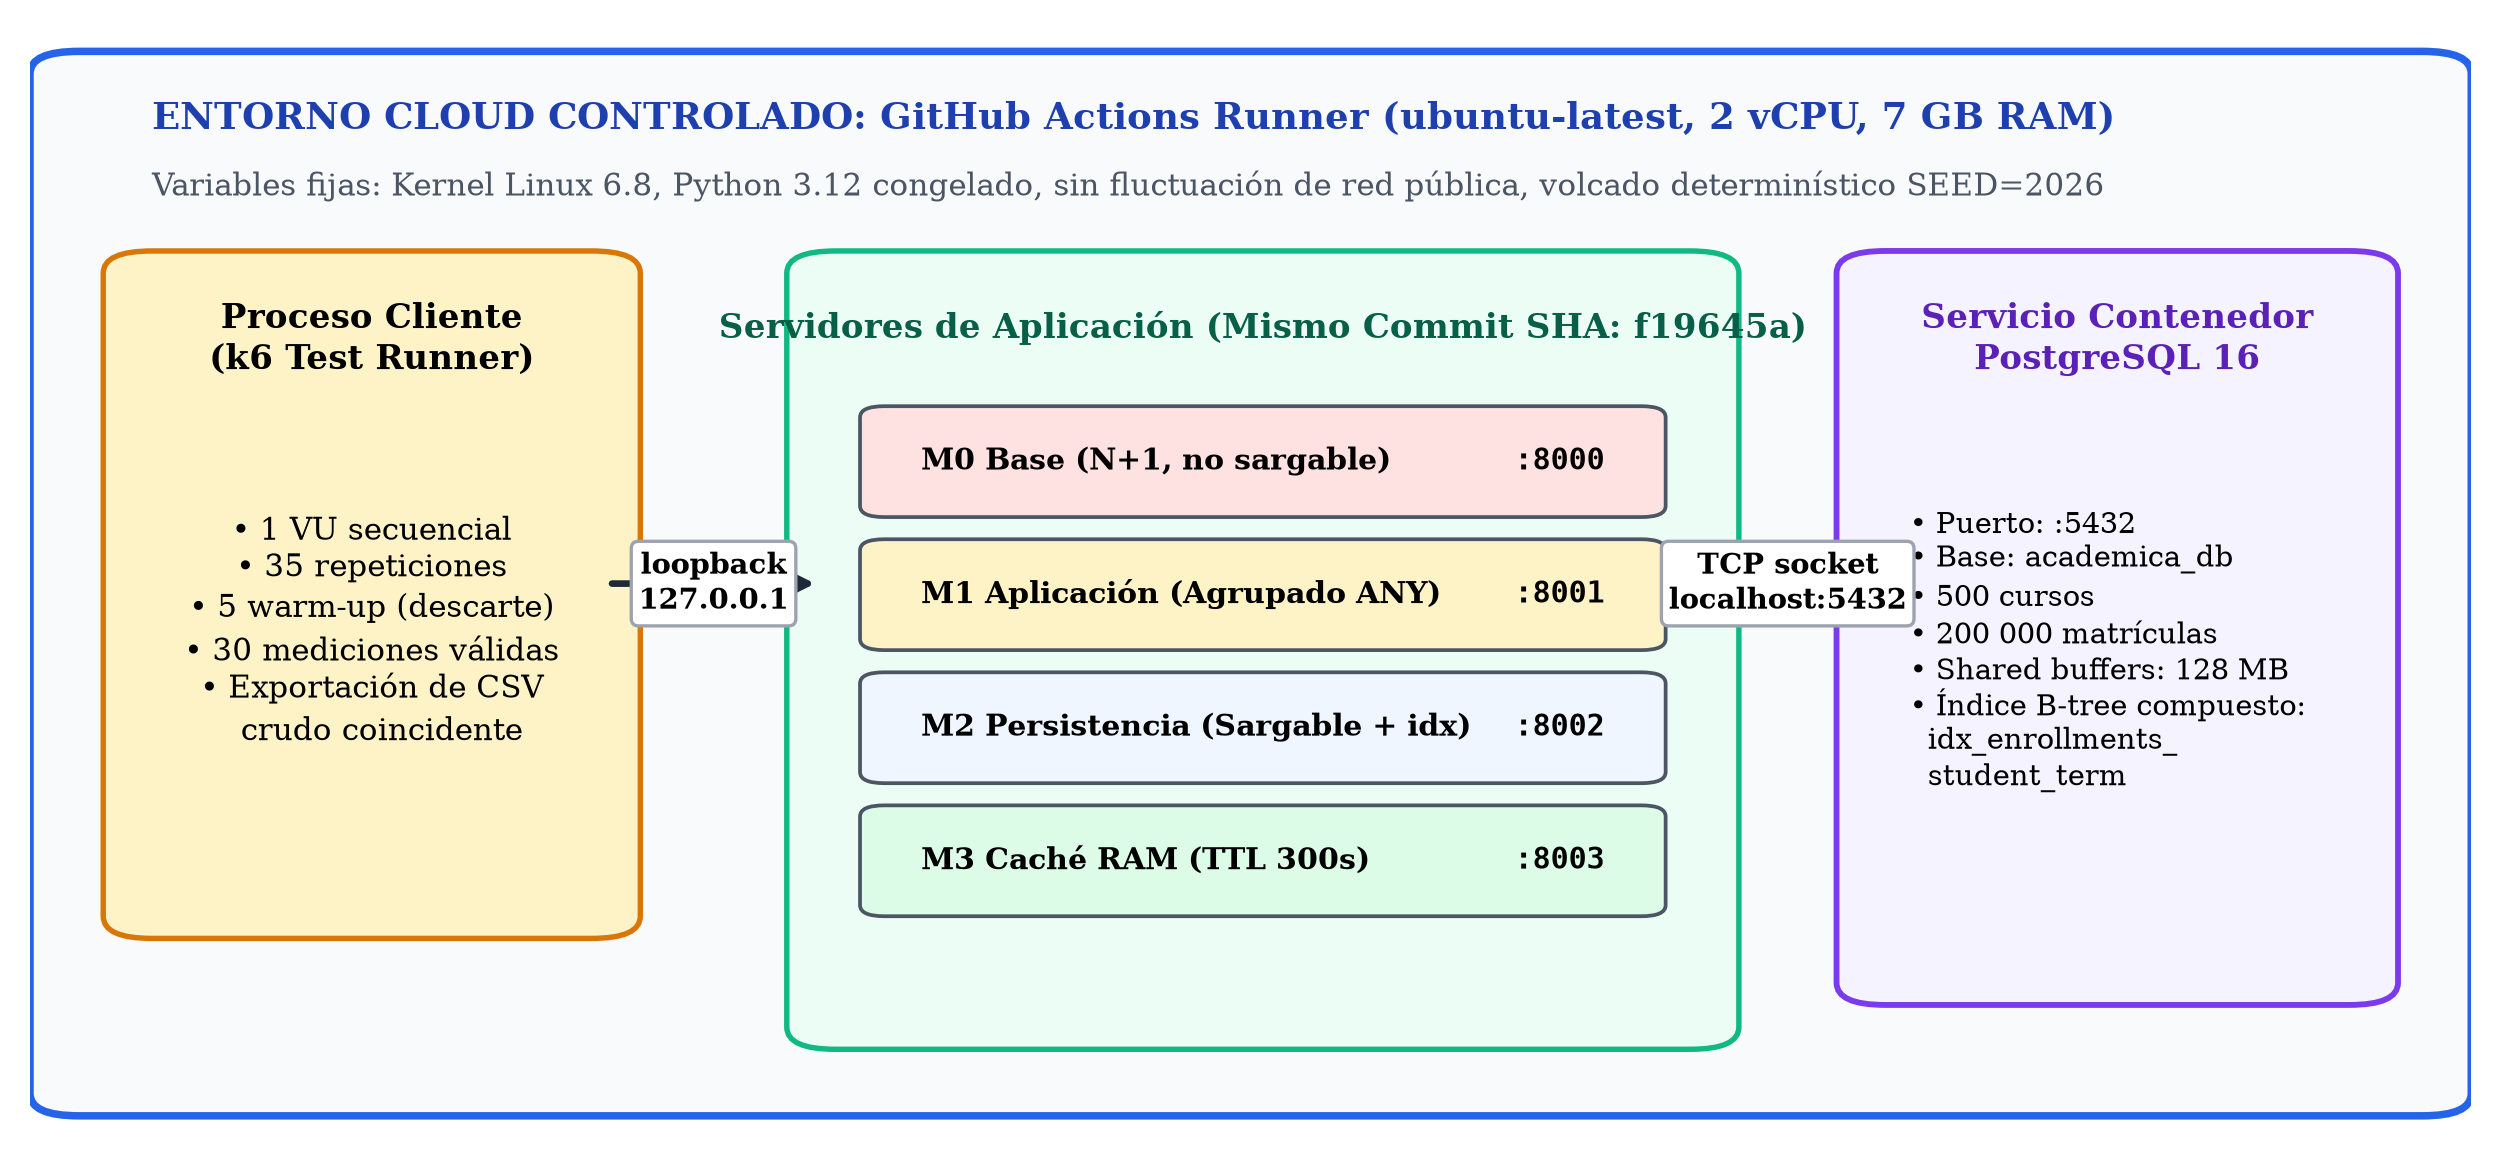 ENTORNO CLOUD CONTROLADO: GitHub Actions Runner (ubuntu-latest, 2 vCPU, 7 GB RAM)
Variables fijas: Kernel Linux 6.8, Python 3.12 congelado, sin fluctuación de red pública, volcado determinístico SEED=2026
Proceso Cliente
(k6 Test Runner)
• 1 VU secuencial
• 35 repeticiones
• 5 warm-up (descarte)
• 30 mediciones válidas
• Exportación de CSV
crudo coincidente
loopback
127.0.0.1
Servidores de Aplicación (Mismo Commit SHA: f19645a)
M0 Base (N+1, no sargable) :8000
M1 Aplicación (Agrupado ANY) :8001
M2 Persistencia (Sargable + idx) :8002
M3 Caché RAM (TTL 300s) :8003
TCP socket
localhost:5432
Servicio Contenedor
PostgreSQL 16
• Puerto: :5432
• Base: academica_db
• 500 cursos
• 200 000 matrículas
• Shared buffers: 128 MB
• Índice B-tree compuesto:
idx_enrollments_
student_term